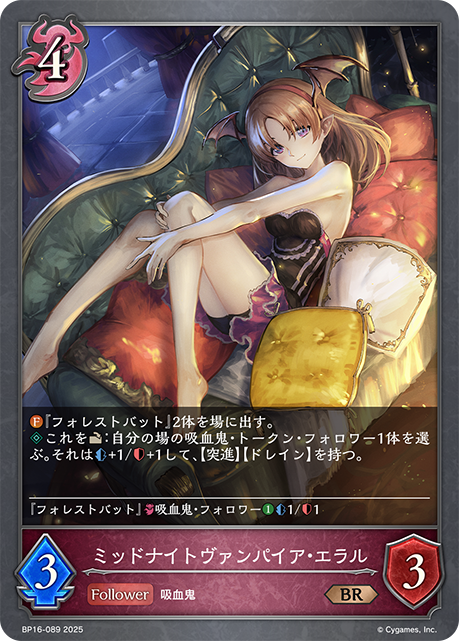 4
『フォレストバット』2体を場に出す。
これを:自分の場の吸血鬼・トークン・フォロワー1体を選
ぶ。それは+1/+1して、【突進】【ドレイン】を持つ。
『フォレストバット』吸血鬼・フォロワー1 1/1
ミッドナイトヴァンパイア・エラル
3
Follower 吸血鬼
BR
3
BP16-089 2025
© Cygames, Inc.